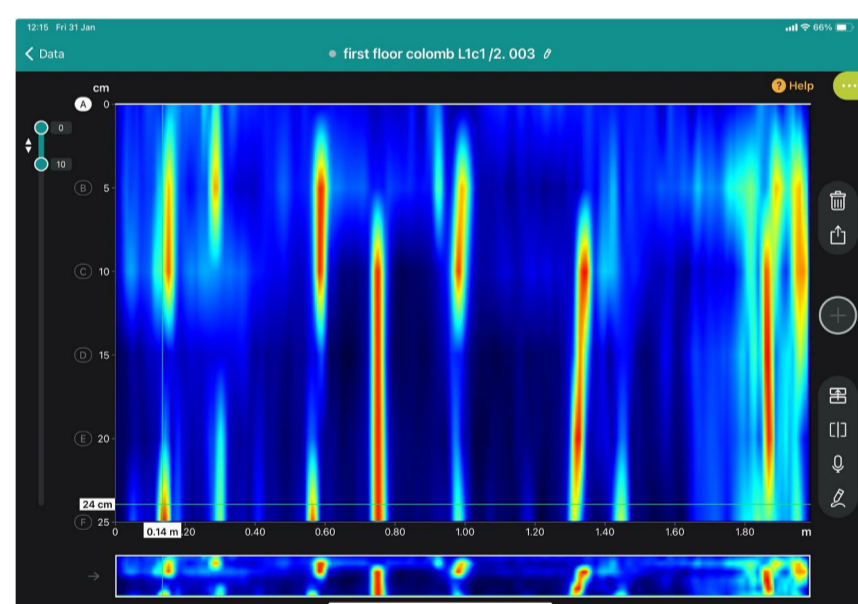 12:15 Fri 31 Jan
66%
Data
first floor colomb L1c1 /2. 003
? Help
cm
A 0
0
10
B 5
C 10
D 15
E 20
24 cm
F 25
0 0.14 m .20 0.40 0.60 0.80 1.00 1.20 1.40 1.60 1.80 m